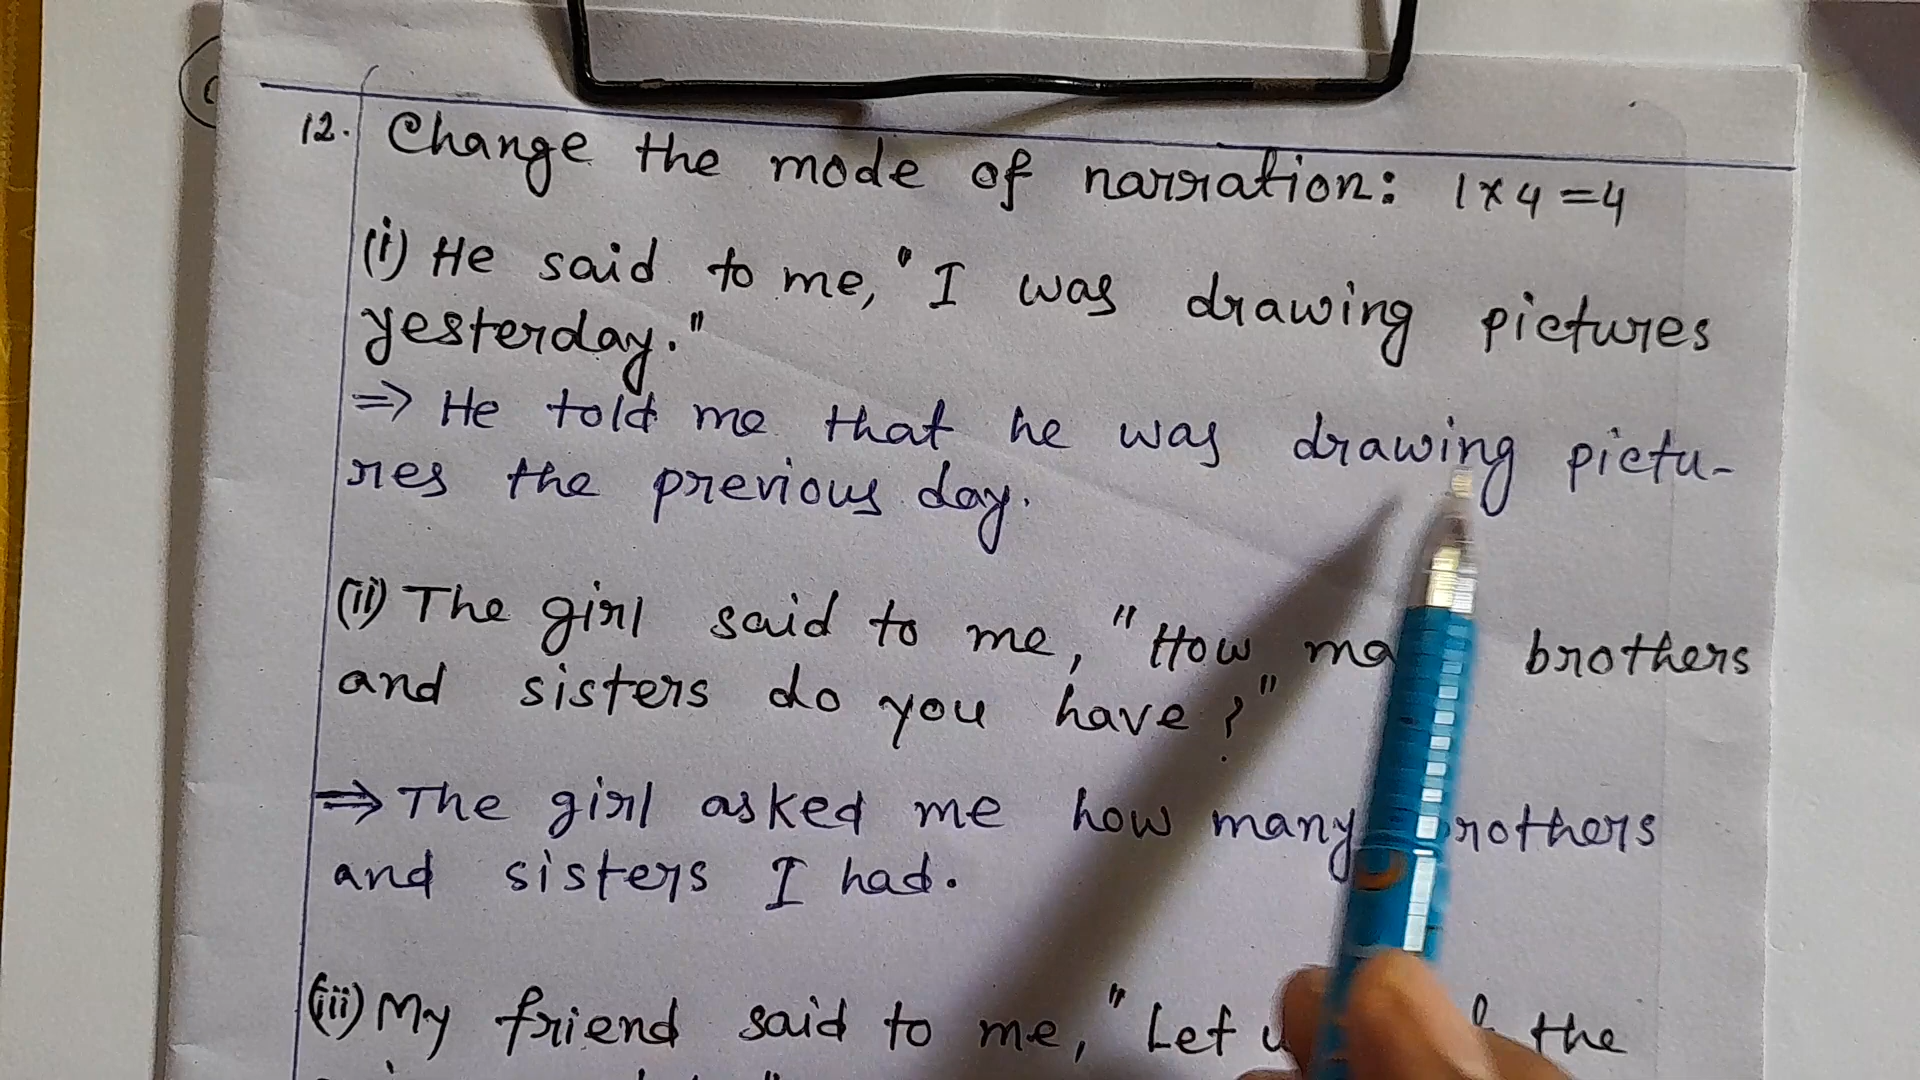 12. Change the mode of narration: 1×4=4
(i) He said to me, "I was drawing pictures
yesterday."
⇒ He told me that he was drawing pictu-
res the previous day.
(ii) The girl said to me, "How brothers
and sisters do you have?"
⇒ The girl asked me how many
and sisters I had.
(iii) My friend said to me, "Let the